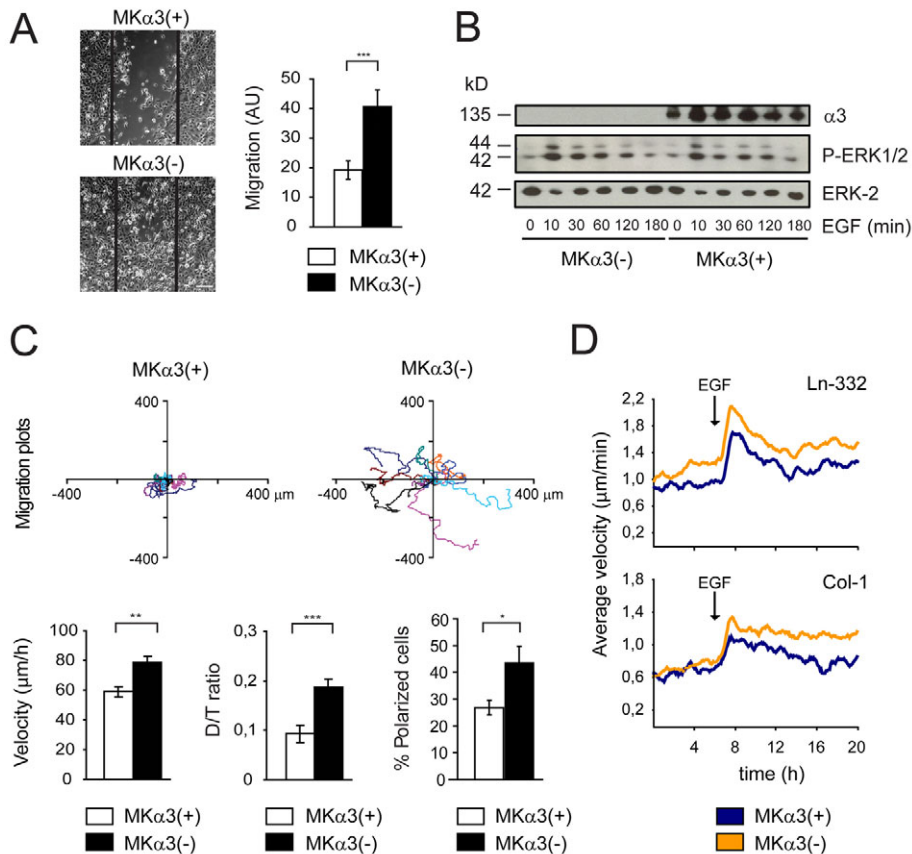 A
MKα3(+)
MKα3(-)
Migration (AU)
50
40
30
20
10
0
***
MKα3(+)
MKα3(-)
B
kD
135
44
42
42
α3
P-ERK1/2
ERK-2
0 10 30 60 120 180 0 10 30 60 120 180 EGF (min)
MKα3(-) MKα3(+)
C
Migration plots
MKα3(+)
400
-400 400 µm
-400
MKα3(-)
400
-400 400 µm
-400
Velocity (µm/h)
100
80
60
40
20
0
**
D/T ratio
0,3
0,2
0,1
0
***
% Polarized cells
60
50
40
30
20
10
0
*
MKα3(+)
MKα3(-)
MKα3(+)
MKα3(-)
MKα3(+)
MKα3(-)
D
Average velocity (µm/min)
EGF
Ln-332
2,2
1,8
1,4
1,0
0,6
0,2
EGF
Col-1
1,8
1,4
1,0
0,6
0,2
4 8 12 16 20
time (h)
MKα3(+)
MKα3(-)